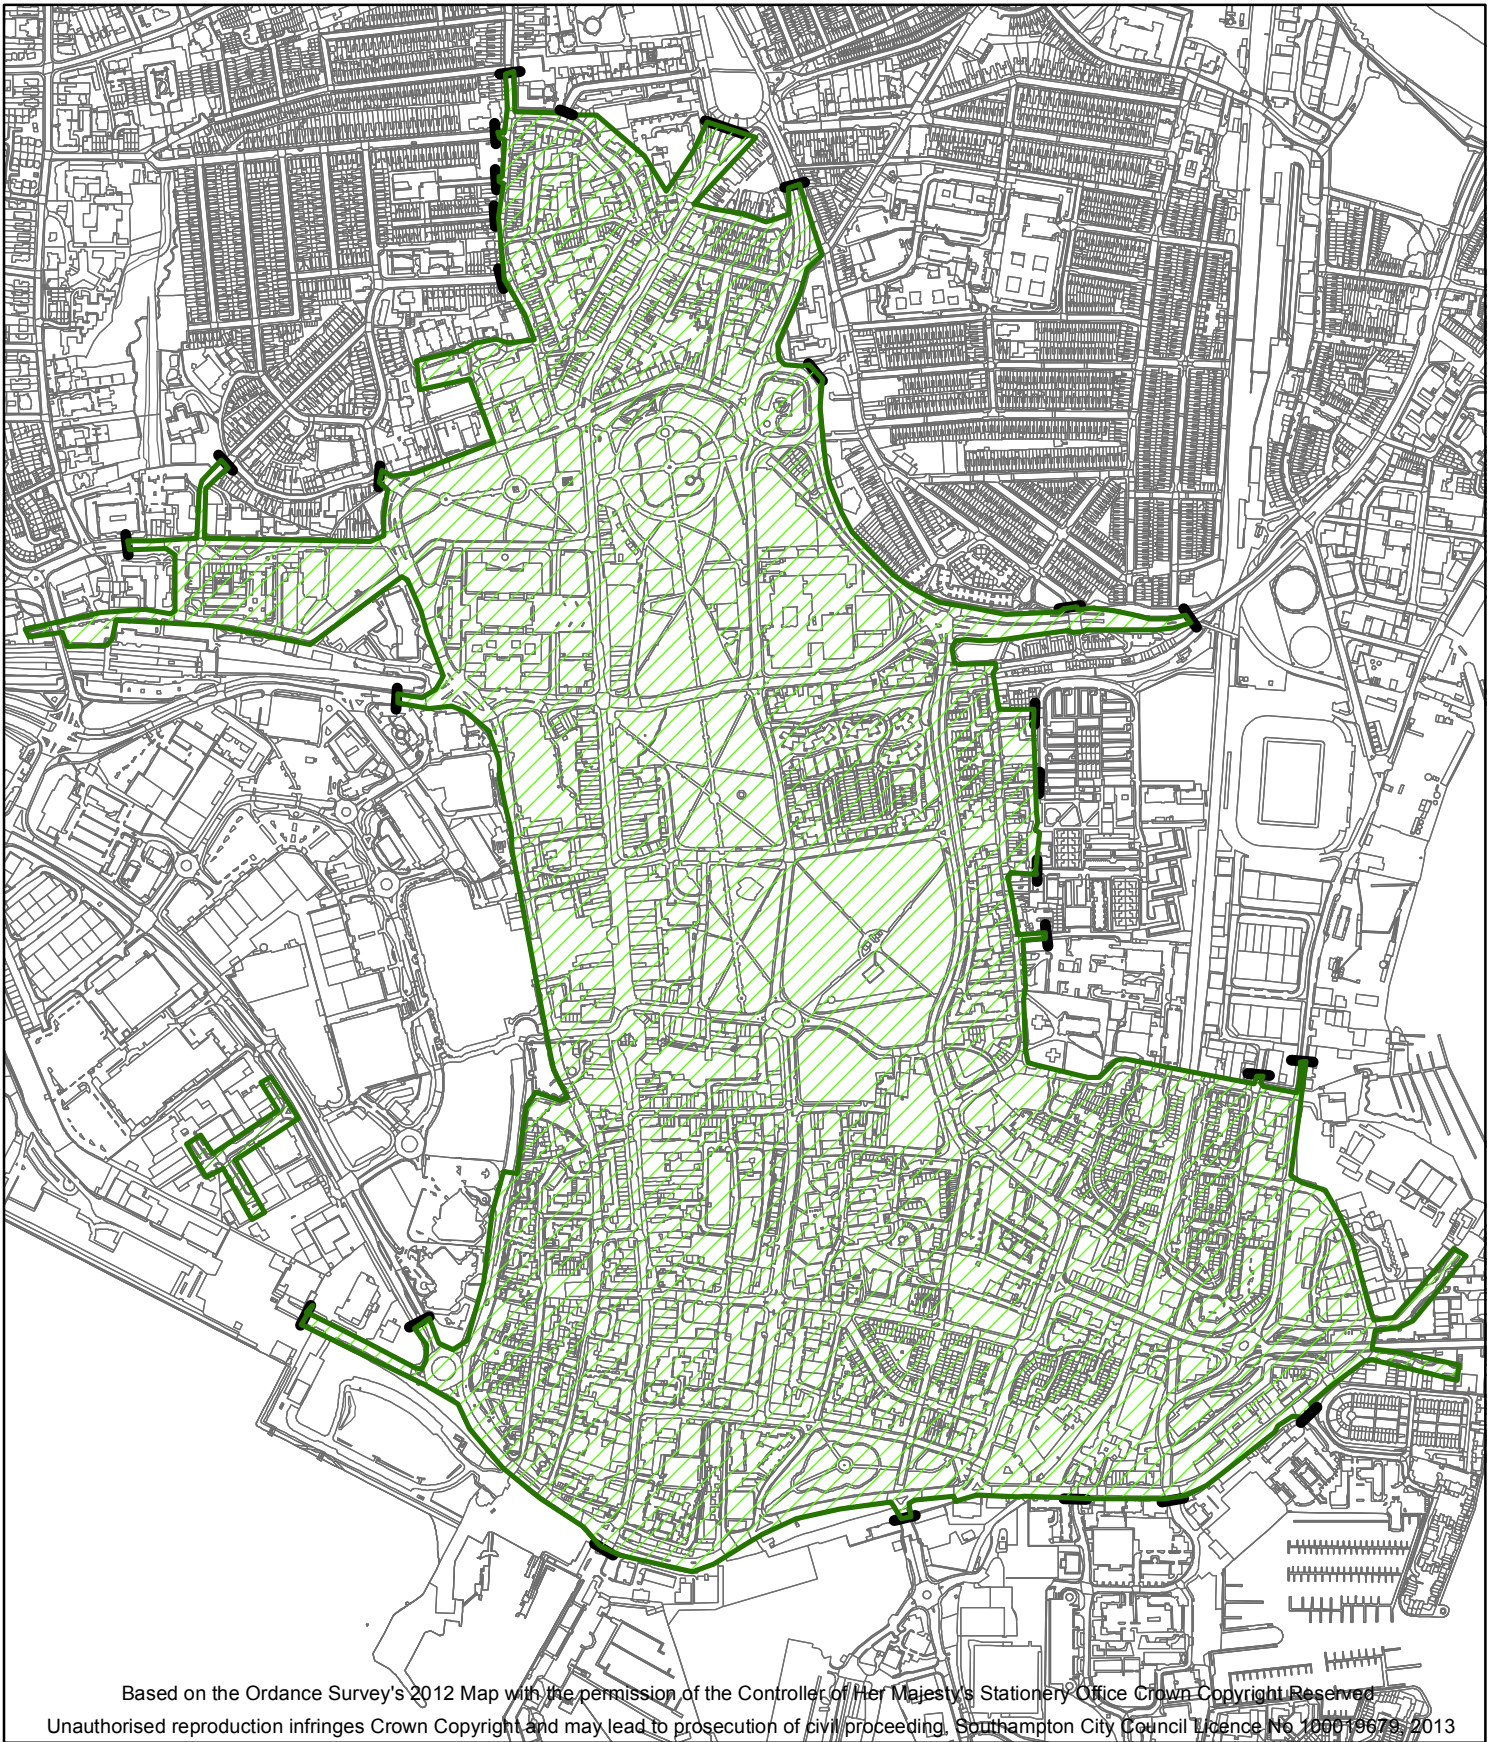 Based on the Ordance Survey's 2012 Map with the permission of the Controller of Her Majesty's Stationery Office Crown Copyright Reserved
Unauthorised reproduction infringes Crown Copyright and may lead to prosecution of civil proceeding, Southampton City Council Licence No 100019679, 2013